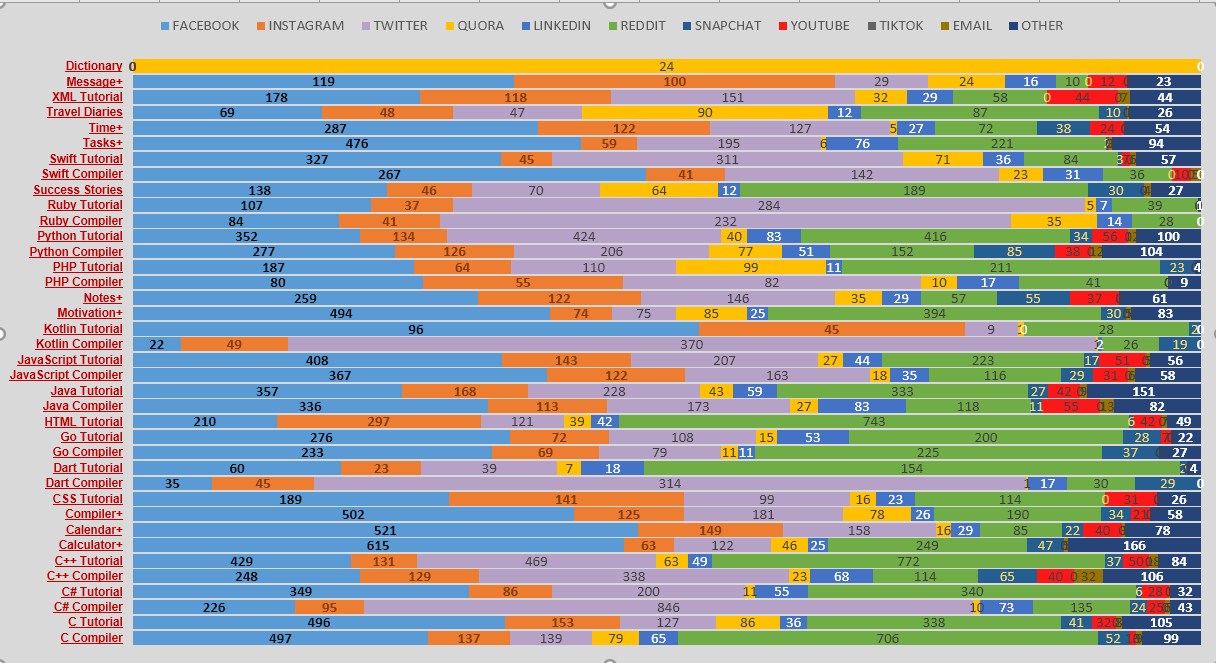 FACEBOOK INSTAGRAM TWITTER QUORA LINKEDIN REDDIT SNAPCHAT YOUTUBE TIKTOK EMAIL OTHER
Dictionary 0 24 0
Message+ 119 100 29 24 16 10 0 12 0 23
XML Tutorial 178 118 151 32 29 58 0 44 44
Travel Diaries 69 48 47 90 12 87 10 26
Time+ 287 122 127 5 27 72 38 24 54
Tasks+ 476 59 195 6 76 221 94
Swift Tutorial 327 45 311 71 36 84 3 57
Swift Compiler 267 41 142 23 31 36 0 0
Success Stories 138 46 70 64 12 189 30 27
Ruby Tutorial 107 37 284 5 7 39 1
Ruby Compiler 84 41 232 35 14 28 0
Python Tutorial 352 134 424 40 83 416 34 56 100
Python Compiler 277 126 206 77 51 152 85 38 0 12 104
PHP Tutorial 187 64 110 99 11 211 23 4
PHP Compiler 80 55 82 10 17 41 0 9
Notes+ 259 122 146 35 29 57 55 37 0 61
Motivation+ 494 74 75 85 25 394 30 83
Kotlin Tutorial 96 45 9 0 28 2 0
Kotlin Compiler 22 49 370 2 26 19 0
JavaScript Tutorial 408 143 207 27 44 223 17 51 56
JavaScript Compiler 367 122 163 18 35 116 29 31 58
Java Tutorial 357 168 228 43 59 333 27 42 151
Java Compiler 336 113 173 27 83 118 11 55 0 13 82
HTML Tutorial 210 297 121 39 42 743 6 42 49
Go Tutorial 276 72 108 15 53 200 28 22
Go Compiler 233 69 79 11 11 225 37 27
Dart Tutorial 60 23 39 7 18 154 4
Dart Compiler 35 45 314 1 17 30 29 0
CSS Tutorial 189 141 99 16 23 114 0 31 26
Compiler+ 502 125 181 78 26 190 34 21 58
Calendar+ 521 149 158 16 29 85 22 40 78
Calculator+ 615 63 122 46 25 249 47 166
C++ Tutorial 429 131 469 63 49 772 37 50 84
C++ Compiler 248 129 338 23 68 114 65 40 0 32 106
C# Tutorial 349 86 200 11 55 340 6 28 32
C# Compiler 226 95 846 10 73 135 24 25 43
C Tutorial 496 153 127 86 36 338 41 32 105
C Compiler 497 137 139 79 65 706 52 99